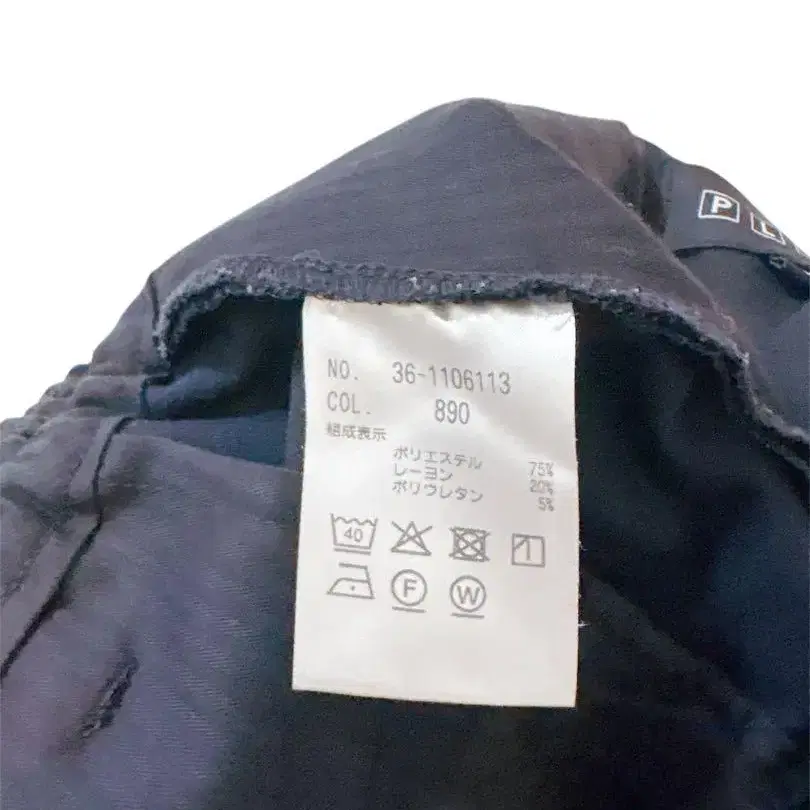 P L
NO. 36-1106113
COL. 890
組成表示
ポリエステル 75%
レーヨン 20%
ポリウレタン 5%
40
F W